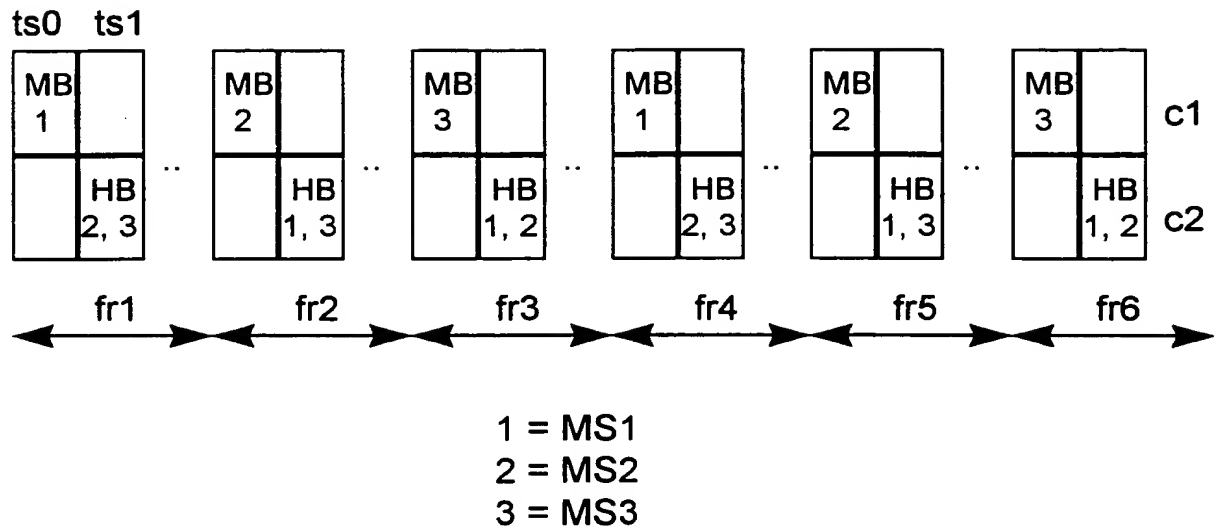 ts0 ts1
MB MB MB MB MB MB
1 2 3 1 2 3 c1
.. .. .. .. ..
HB HB HB HB HB HB
2, 3 1, 3 1, 2 2, 3 1, 3 1, 2 c2
fr1 fr2 fr3 fr4 fr5 fr6
1 = MS1
2 = MS2
3 = MS3